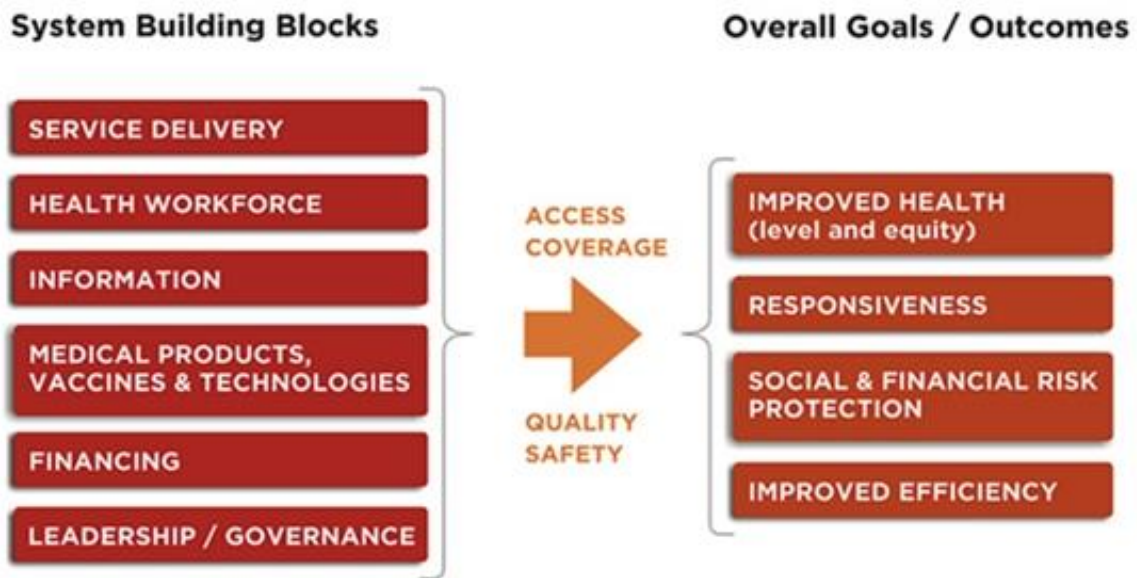 System Building Blocks
Overall Goals / Outcomes
SERVICE DELIVERY
HEALTH WORKFORCE
INFORMATION
MEDICAL PRODUCTS,
VACCINES & TECHNOLOGIES
FINANCING
LEADERSHIP / GOVERNANCE
ACCESS
COVERAGE
QUALITY
SAFETY
IMPROVED HEALTH
(level and equity)
RESPONSIVENESS
SOCIAL & FINANCIAL RISK
PROTECTION
IMPROVED EFFICIENCY